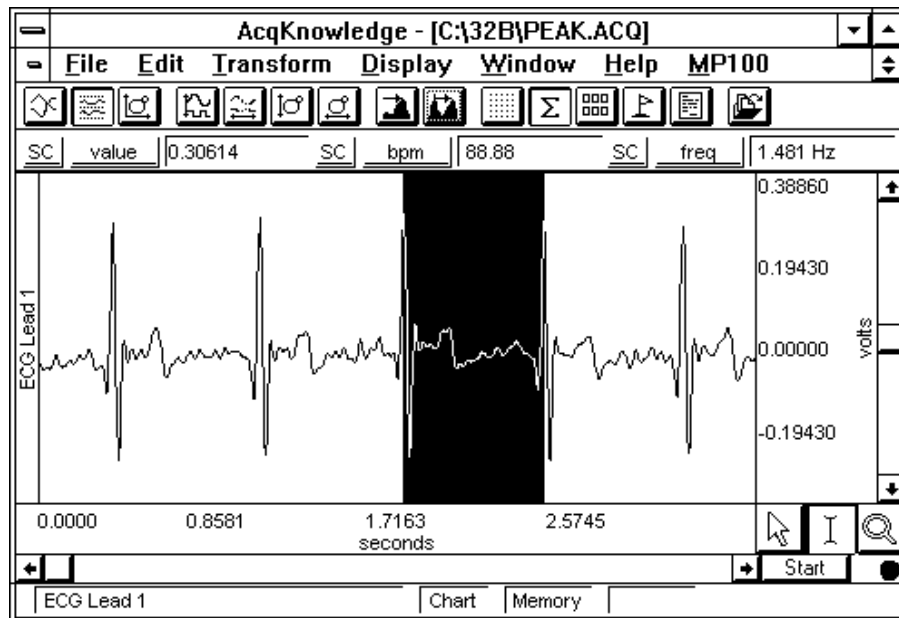 AcqKnowledge - [C:\32B\PEAK.ACQ]
File Edit Transform Display Window Help MP100
SC value 0.30614 SC bpm 88.88 SC freq 1.481 Hz
0.38860
0.19430
0.00000
-0.19430
volts
ECG Lead 1
0.0000 0.8581 1.7163 2.5745
seconds
Start
ECG Lead 1 Chart Memory